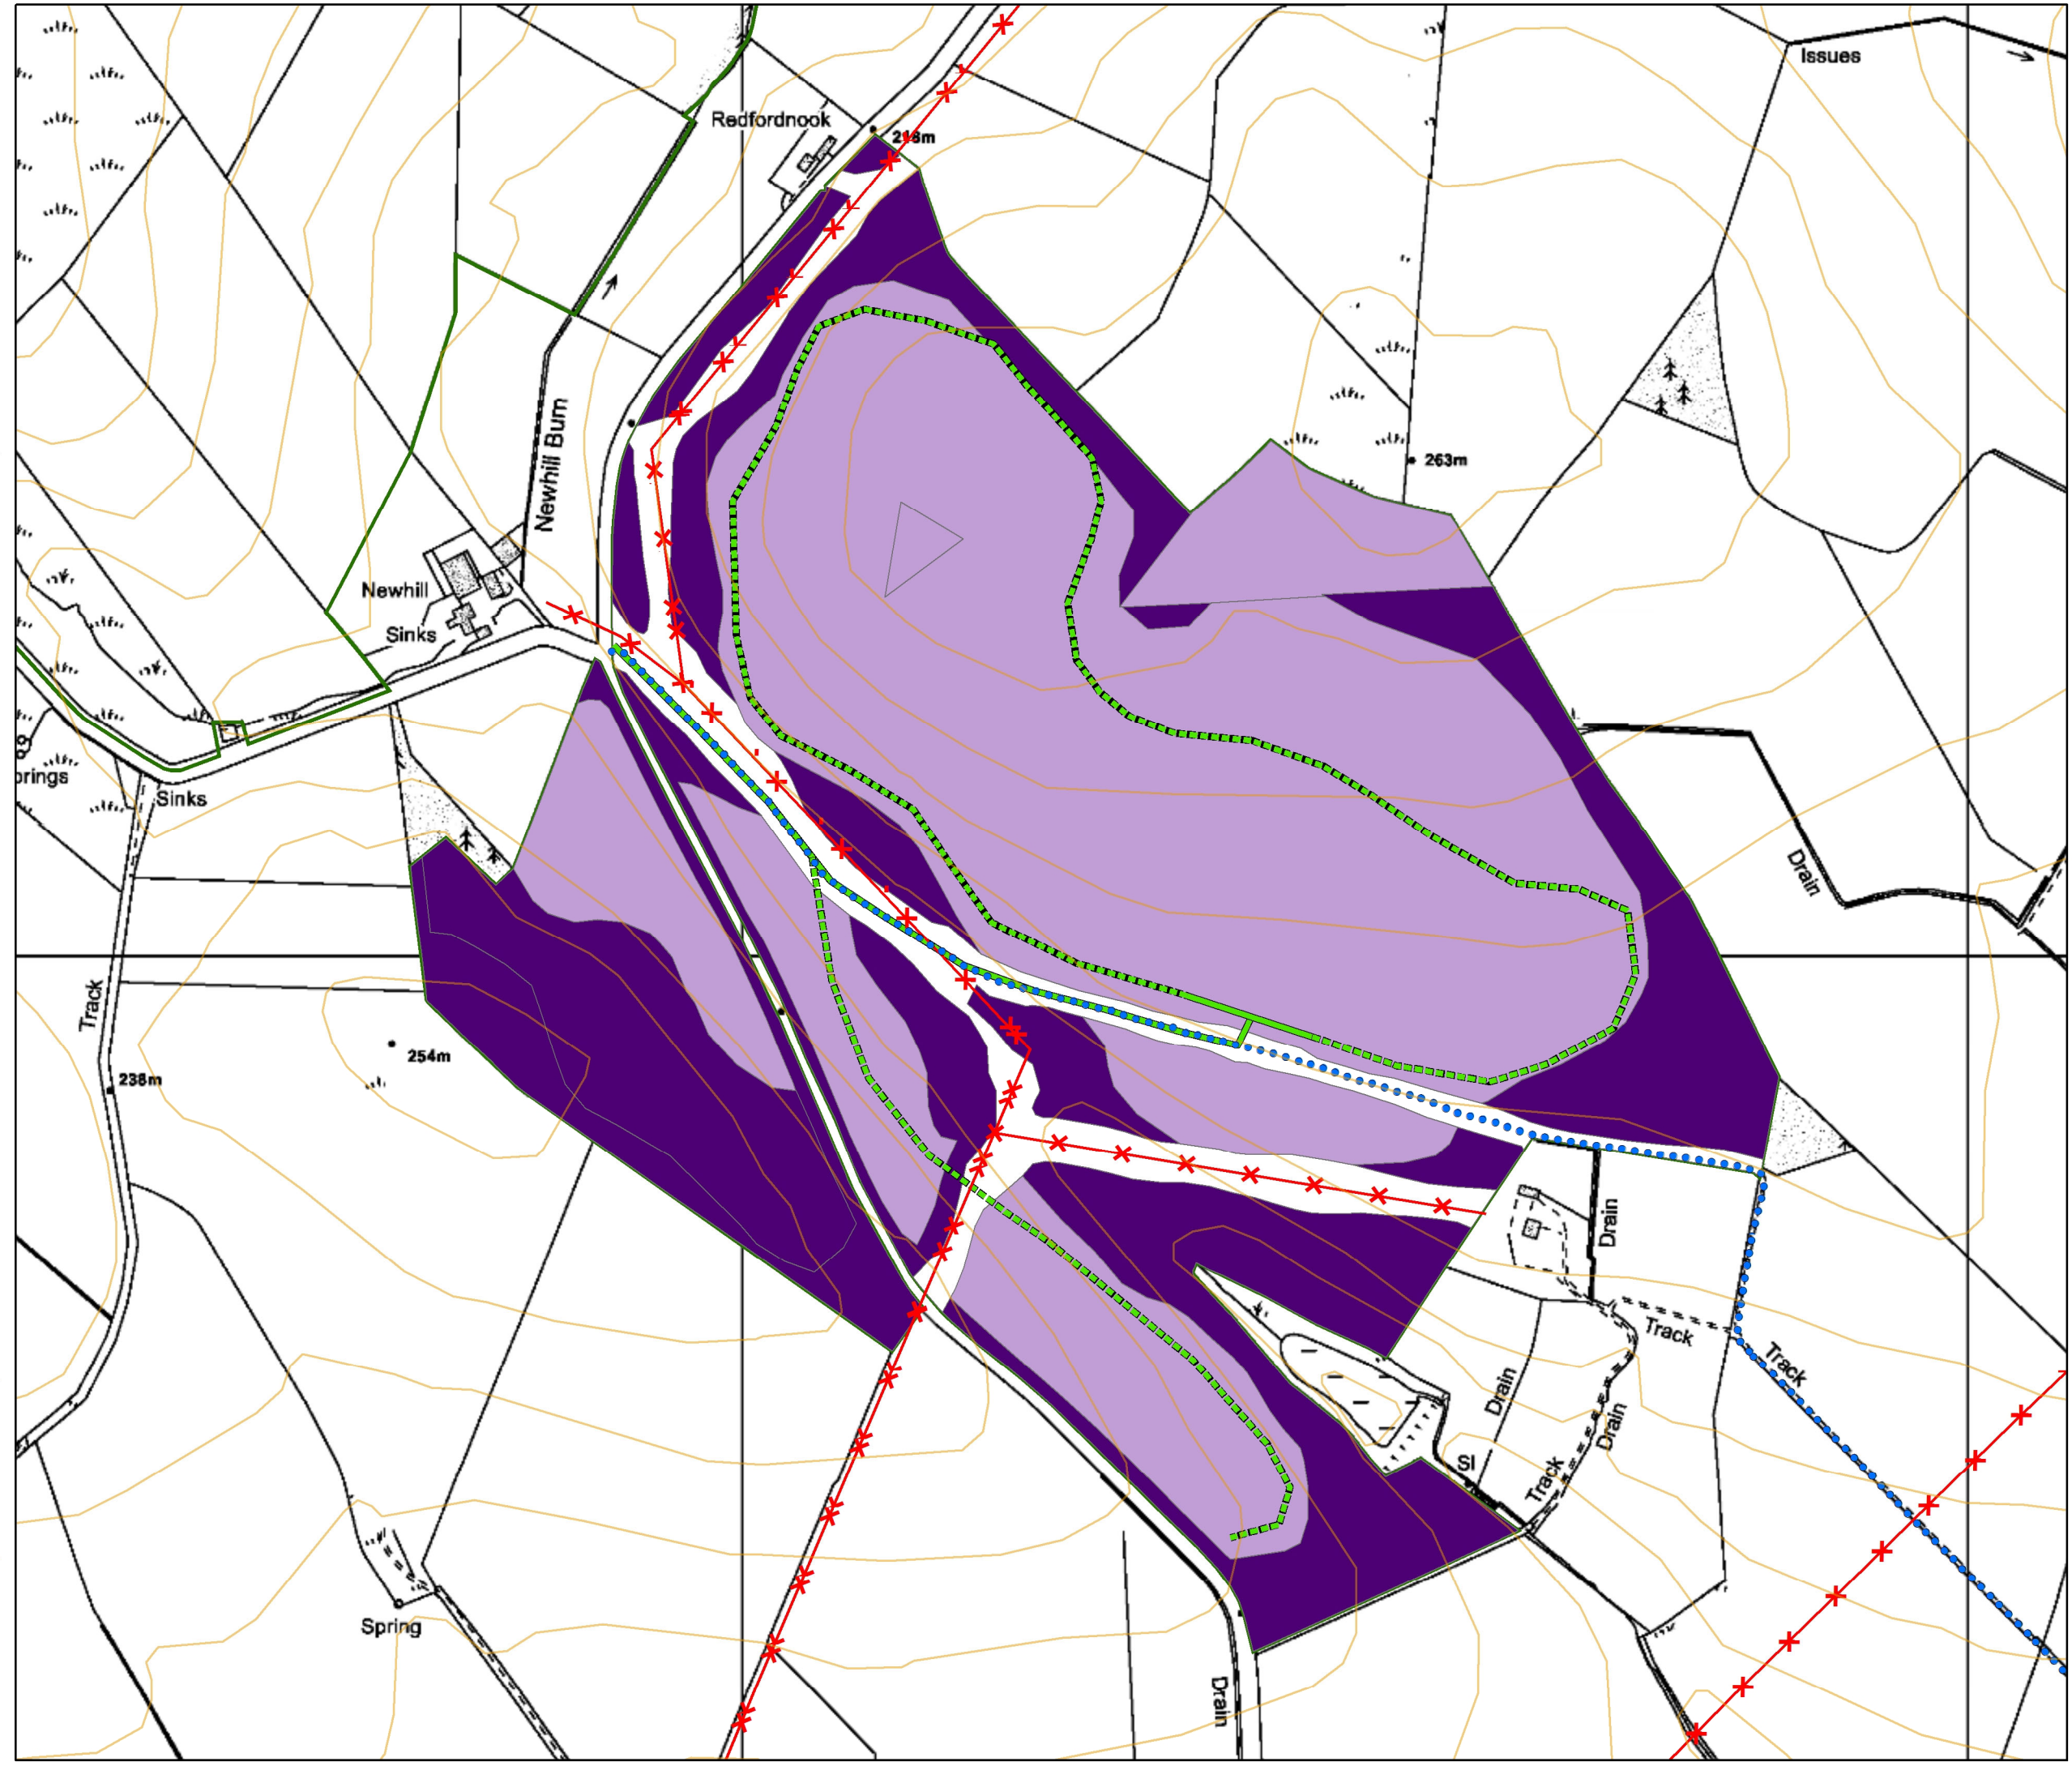 Issues
Redfordnook
218m
263m
Newhill Burn
Newhill
Sinks
prings
Sinks
Drain
Track
254m
238m
Drain
Track
Track
Drain
Drain
SI
Track
Spring
Drain